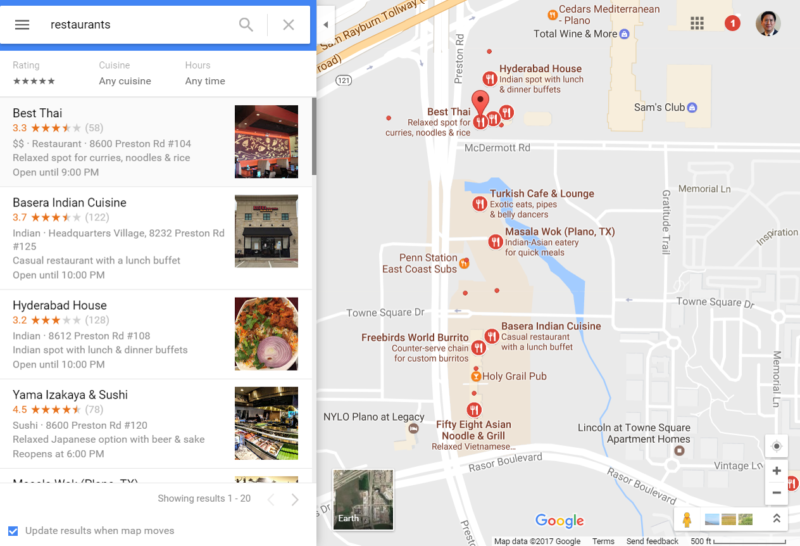 restaurants
Rating
Cuisine
Hours
★★★★★
Any cuisine
Any time
Best Thai
3.3 (58)
$$ · Restaurant · 8600 Preston Rd #104
Relaxed spot for curries, noodles & rice
Open until 9:00 PM
Basera Indian Cuisine
3.7 (122)
Indian · Headquarters Village, 8232 Preston Rd
#125
Casual restaurant with a lunch buffet
Open until 10:00 PM
Hyderabad House
3.2 (128)
Indian · 8612 Preston Rd #108
Indian spot with lunch & dinner buffets
Open until 10:00 PM
Yama Izakaya & Sushi
4.5 (78)
Sushi · 8600 Preston Rd #120
Relaxed Japanese option with beer & sake
Reopens at 6:00 PM
Masala Wok (Plano, TX)
Showing results 1 - 20
Update results when map moves
Sam Rayburn Tollway
road)
121
Preston Rd
Cedars Mediterranean
- Plano
Total Wine & More
1
Hyderabad House
Indian spot with lunch
& dinner buffets
Best Thai
Relaxed spot for
curries, noodles & rice
Sam's Club
McDermott Rd
Turkish Cafe & Lounge
Exotic eats, pipes
& belly dancers
Memorial Ln
Gratitude Trail
Inspiration
Masala Wok (Plano, TX)
Indian-Asian eatery
for quick meals
Penn Station
East Coast Subs
Towne Square Dr
Towne Square Dr
Basera Indian Cuisine
Casual restaurant
with a lunch buffet
Freebirds World Burrito
Counter-serve chain
for custom burritos
Holy Grail Pub
Memorial Ln
NYLO Plano at Legacy
Fifty Eight Asian
Noodle & Grill
Relaxed Vietnamese...
Lincoln at Towne Square
Apartment Homes
Rasor Boulevard
Rasor Boulevard
Vintage Ln
Preston
e Dr
Earth
Google
Map data ©2017 Google
Terms
Send feedback
500 ft